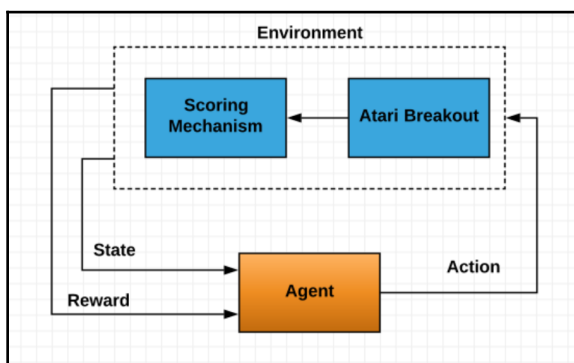 Environment
Scoring
Mechanism
Atari Breakout
State
Action
Agent
Reward